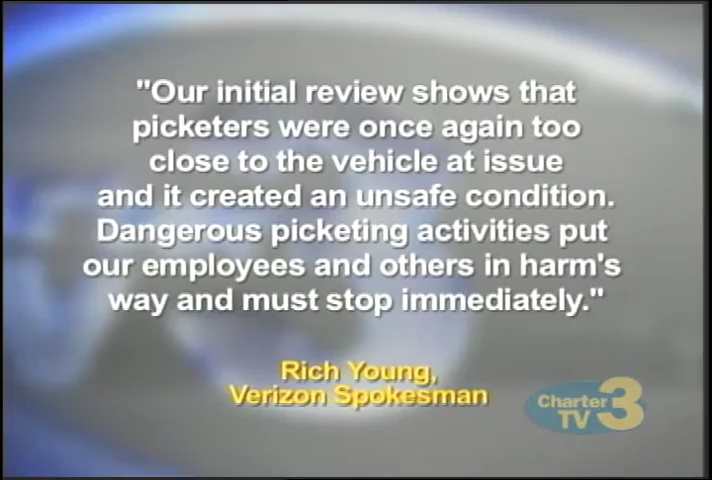 "Our initial review shows that
picketers were once again too
close to the vehicle at issue
and it created an unsafe condition.
Dangerous picketing activities put
our employees and others in harm's
way and must stop immediately."
Rich Young,
Verizon Spokesman
Charter 3
TV